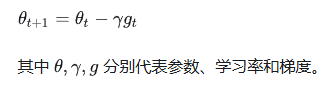 θ_{t+1} = θ_t − γg_t
其中 θ, γ, g 分别代表参数、学习率和梯度。